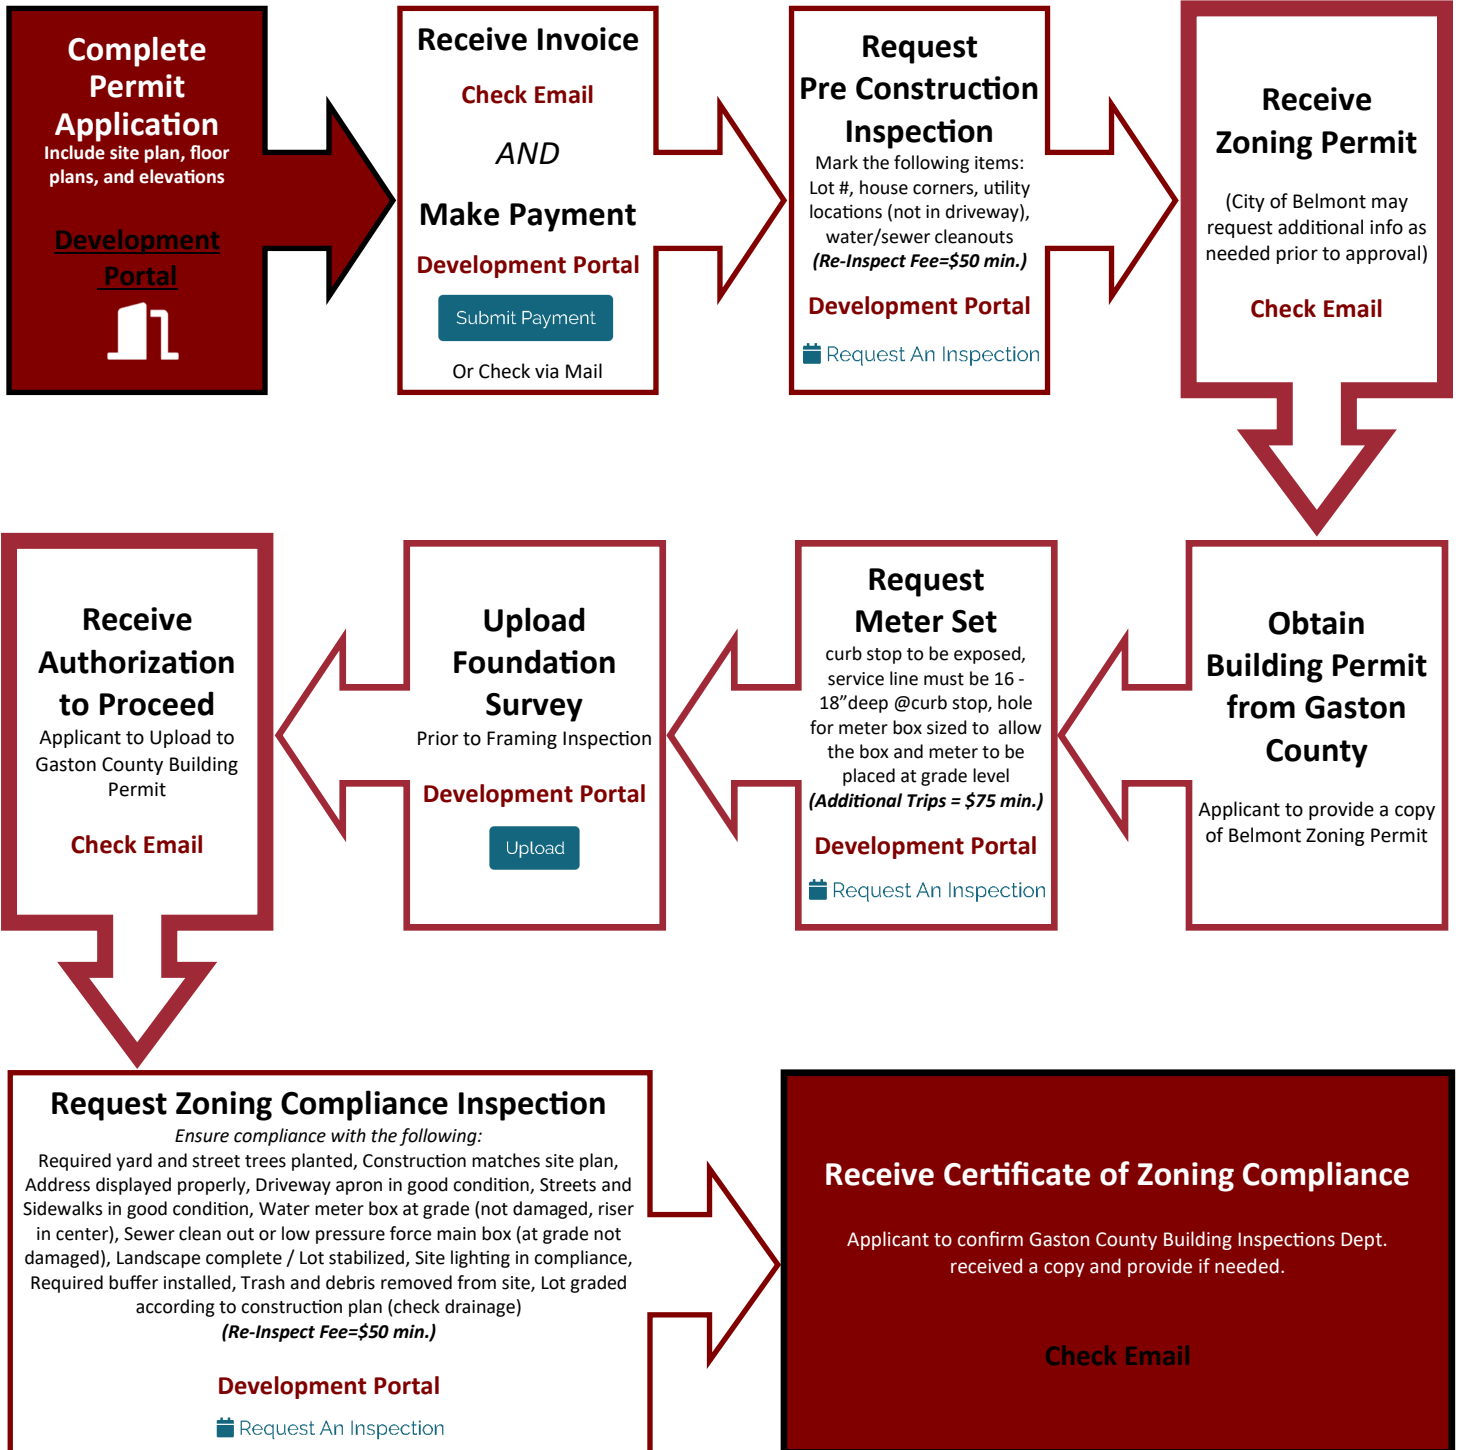 Complete
Permit
Application
Include site plan, floor
plans, and elevations
Development
Portal
Receive Invoice
Check Email
AND
Make Payment
Development Portal
Submit Payment
Or Check via Mail
Request
Pre Construction
Inspection
Mark the following items:
Lot #, house corners, utility
locations (not in driveway),
water/sewer cleanouts
(Re-Inspect Fee=$50 min.)
Development Portal
Request An Inspection
Receive
Zoning Permit
(City of Belmont may
request additional info as
needed prior to approval)
Check Email
Obtain
Building Permit
from Gaston
County
Applicant to provide a copy
of Belmont Zoning Permit
Request
Meter Set
curb stop to be exposed,
service line must be 16 -
18”deep @curb stop, hole
for meter box sized to allow
the box and meter to be
placed at grade level
(Additional Trips = $75 min.)
Development Portal
Request An Inspection
Upload
Foundation
Survey
Prior to Framing Inspection
Development Portal
Upload
Receive
Authorization
to Proceed
Applicant to Upload to
Gaston County Building
Permit
Check Email
Request Zoning Compliance Inspection
Ensure compliance with the following:
Required yard and street trees planted, Construction matches site plan,
Address displayed properly, Driveway apron in good condition, Streets and
Sidewalks in good condition, Water meter box at grade (not damaged, riser
in center), Sewer clean out or low pressure force main box (at grade not
damaged), Landscape complete / Lot stabilized, Site lighting in compliance,
Required buffer installed, Trash and debris removed from site, Lot graded
according to construction plan (check drainage)
(Re-Inspect Fee=$50 min.)
Development Portal
Request An Inspection
Receive Certificate of Zoning Compliance
Applicant to confirm Gaston County Building Inspections Dept.
received a copy and provide if needed.
Check Email